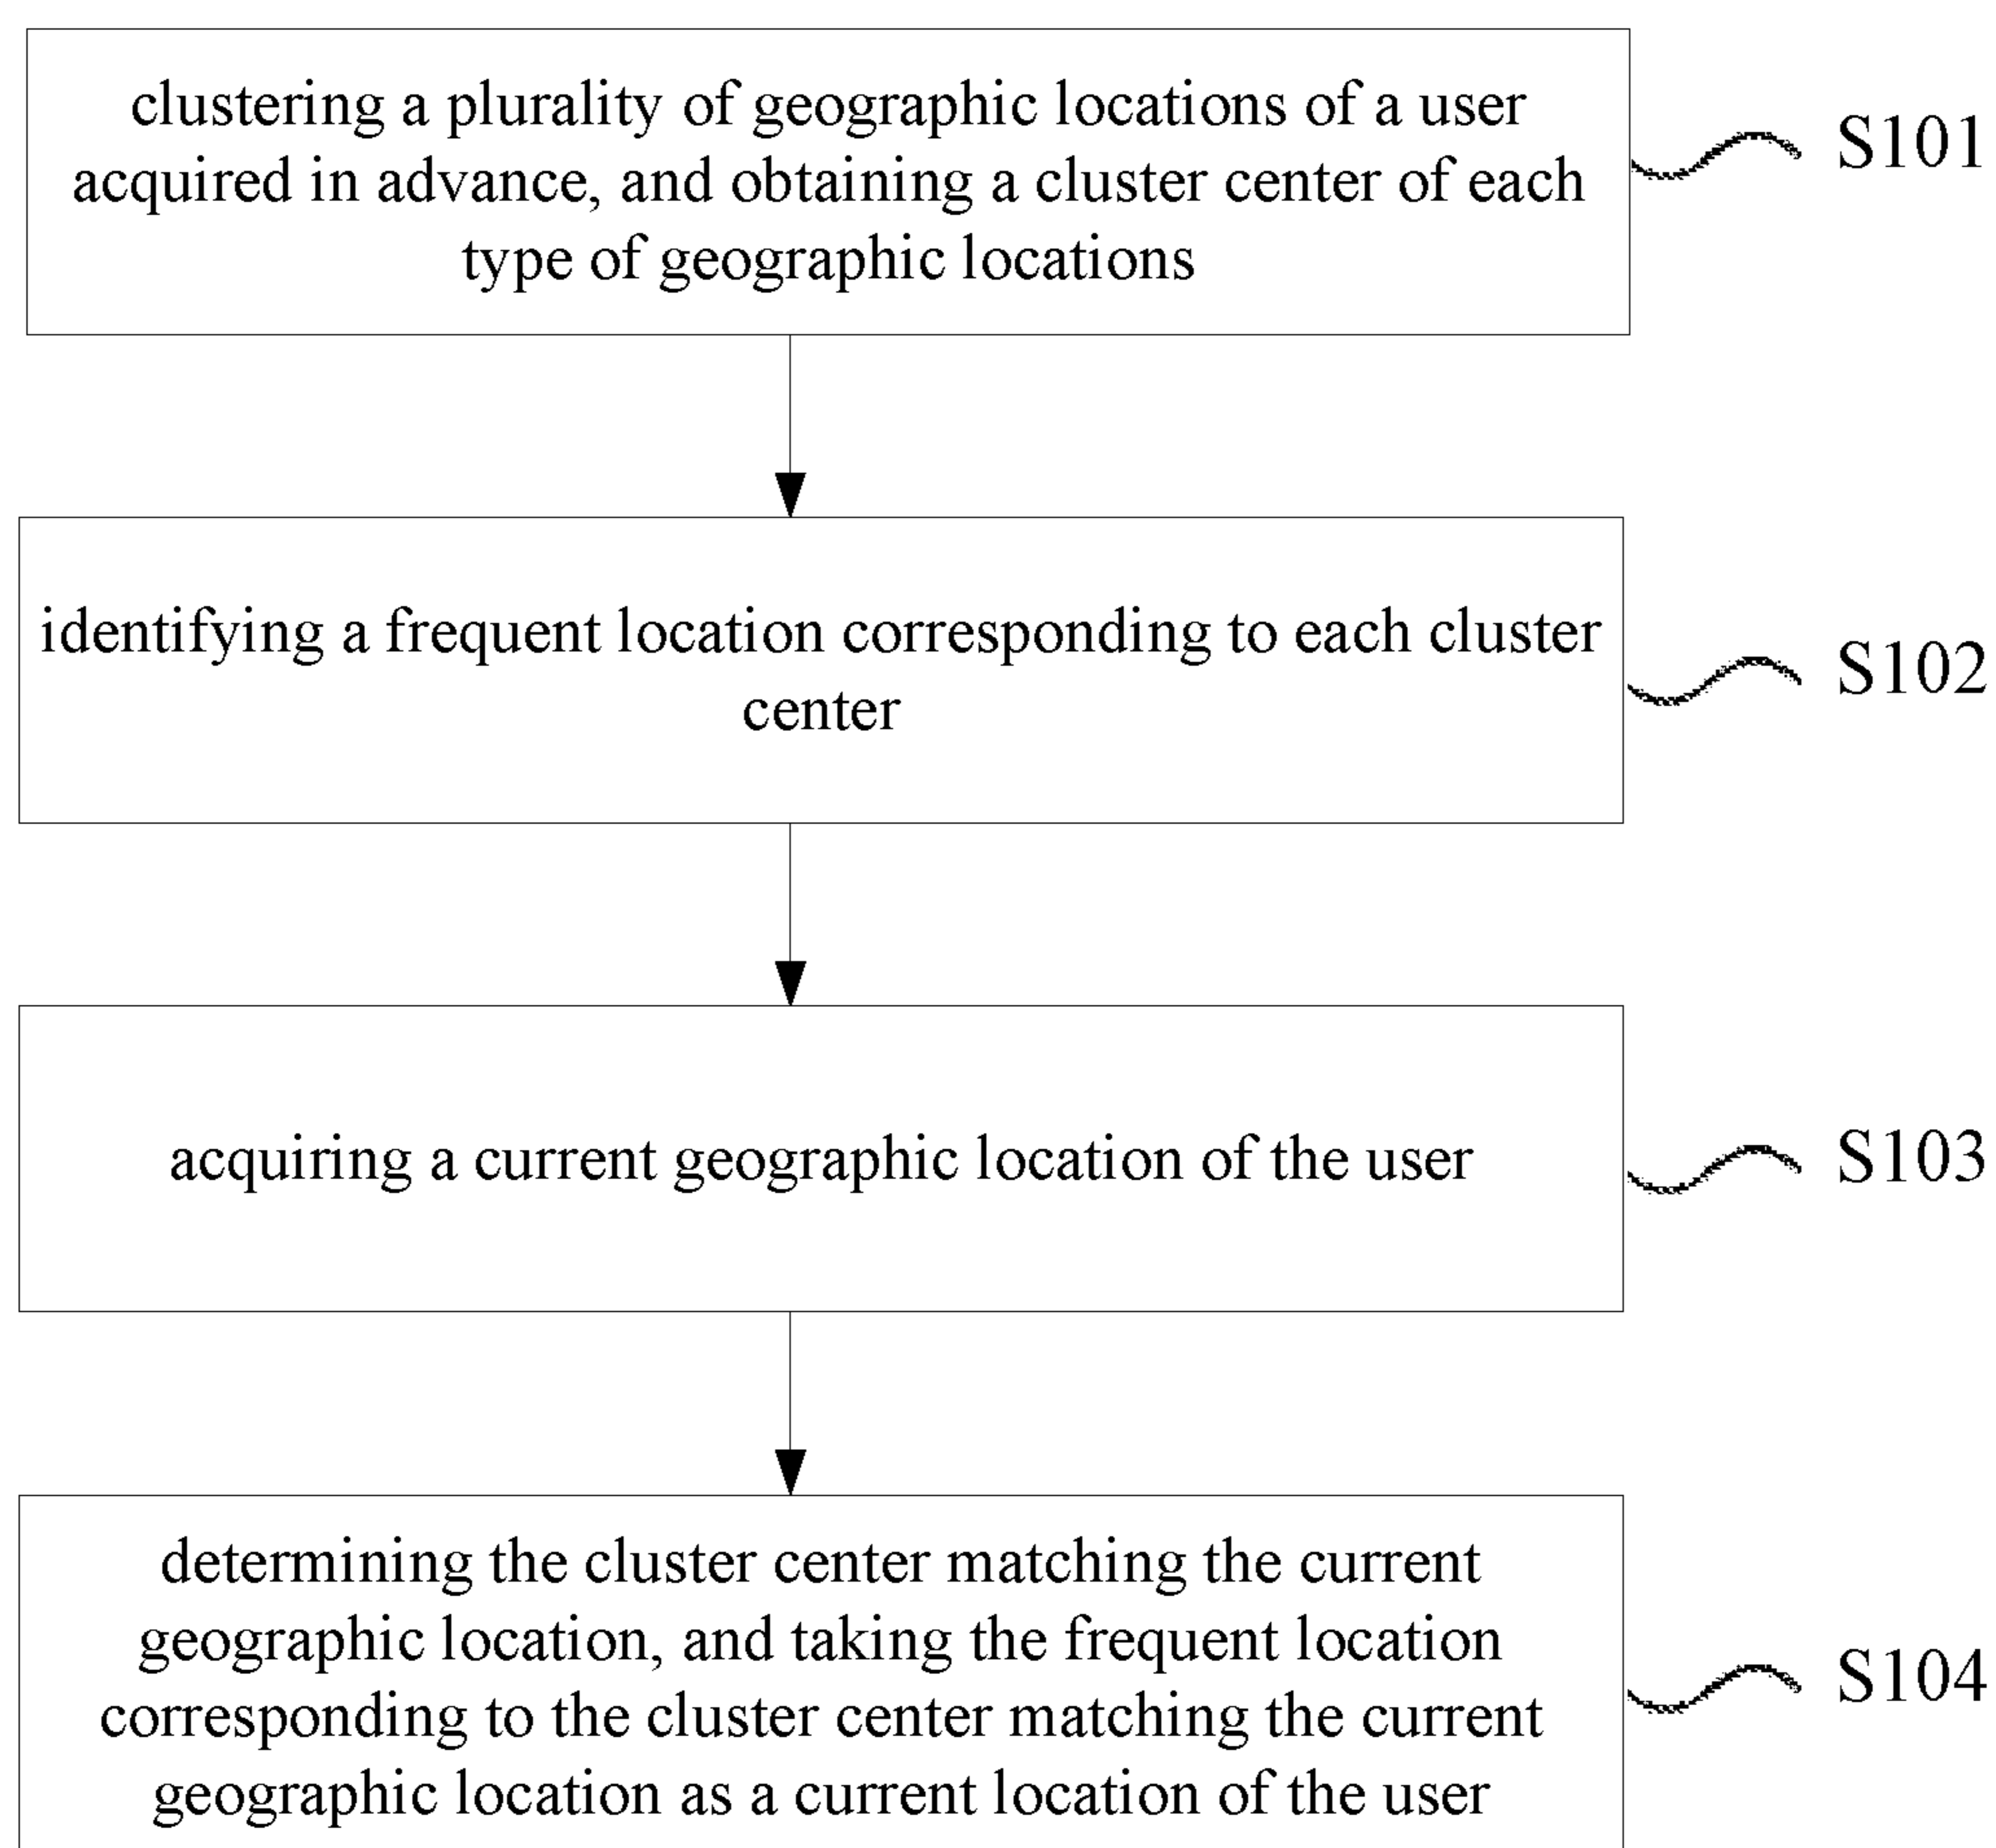 clustering a plurality of geographic locations of a user
acquired in advance, and obtaining a cluster center of each
type of geographic locations
S101
identifying a frequent location corresponding to each cluster
center
S102
acquiring a current geographic location of the user
S103
determining the cluster center matching the current
geographic location, and taking the frequent location
corresponding to the cluster center matching the current
geographic location as a current location of the user
S104